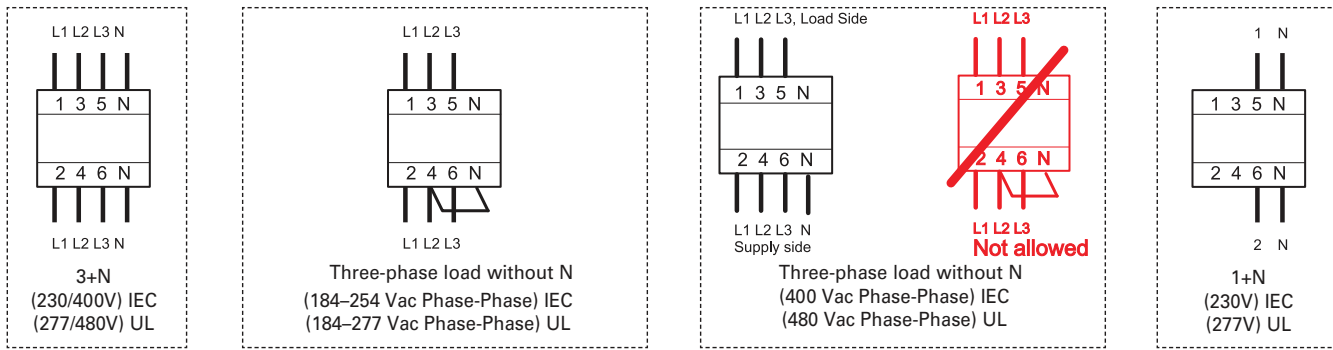 L1 L2 L3 N
1 3 5 N
2 4 6 N
L1 L2 L3 N
3+N
(230/400V) IEC
(277/480V) UL
L1 L2 L3
1 3 5 N
2 4 6 N
L1 L2 L3
Three-phase load without N
(184–254 Vac Phase-Phase) IEC
(184–277 Vac Phase-Phase) UL
L1 L2 L3, Load Side
1 3 5 N
2 4 6 N
L1 L2 L3 N
Supply side
L1 L2 L3
1 3 5 N
2 4 6 N
L1 L2 L3
Not allowed
Three-phase load without N
(400 Vac Phase-Phase) IEC
(480 Vac Phase-Phase) UL
1 N
1 3 5 N
2 4 6 N
2 N
1+N
(230V) IEC
(277V) UL